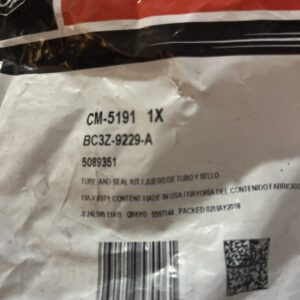 CM-5191 1X
BC3Z-9229-A
5089351
TUBE AND SEAL KIT / JUEGO DE TUBO Y SELLO
MAJORITY CONTENT MADE IN USA / MAYORIA DEL CONTENIDO FABRICADO
PACKED 02MAY2018